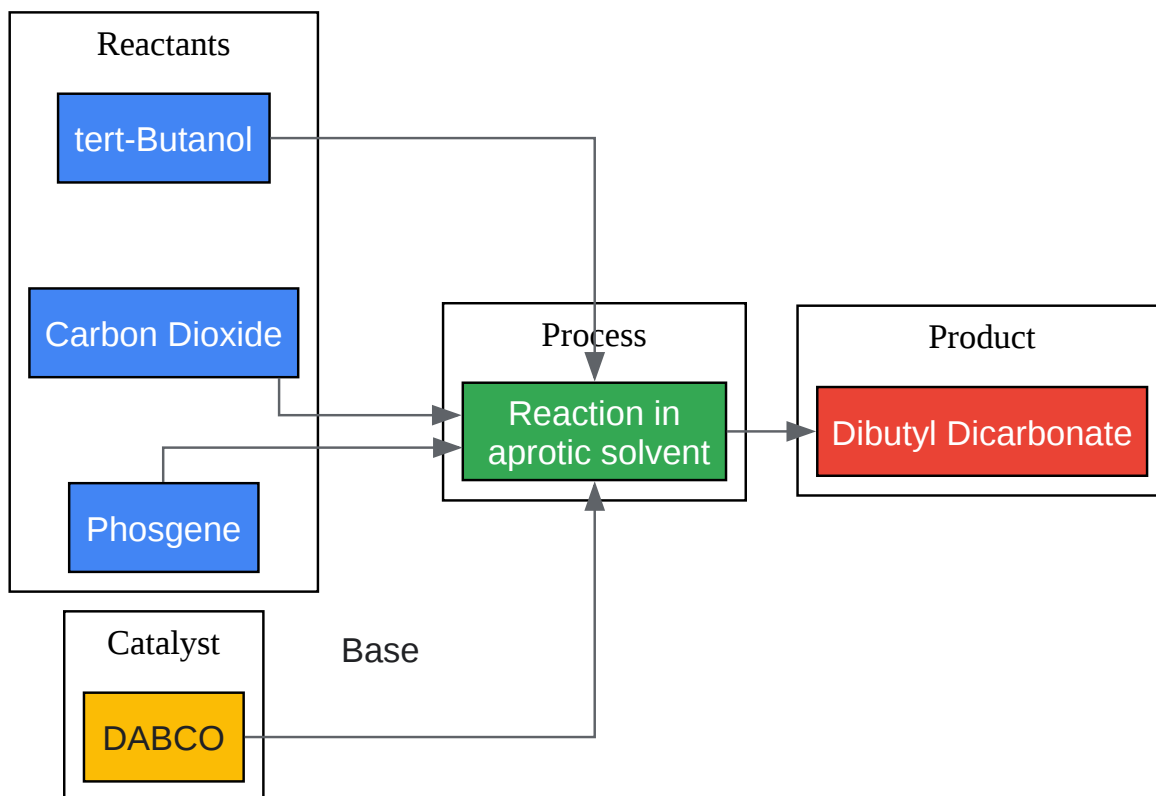 Reactants
tert-Butanol
Carbon Dioxide
Phosgene
Process
Reaction in
aprotic solvent
Product
Dibutyl Dicarbonate
Catalyst
Base
DABCO